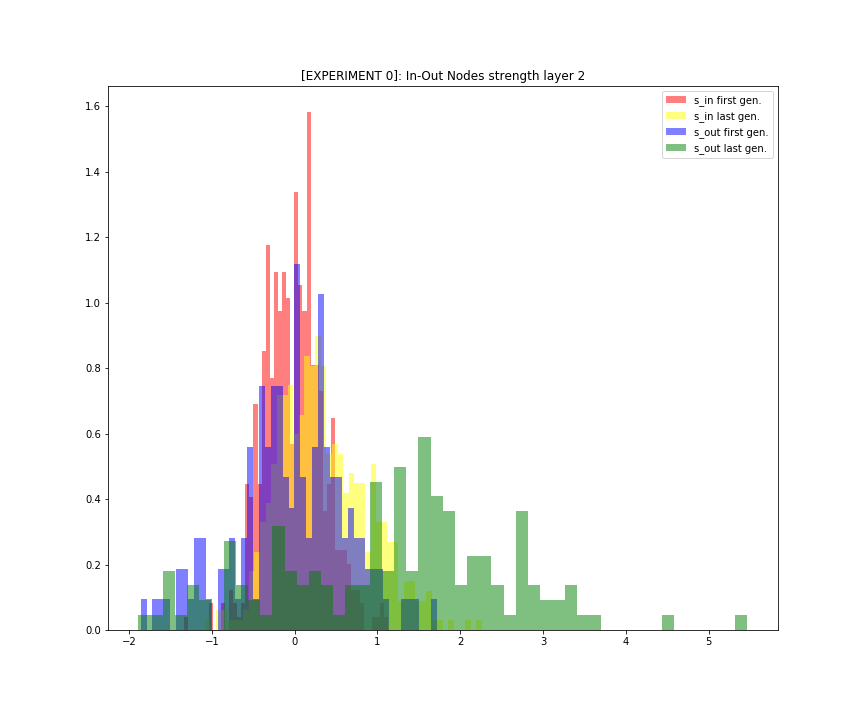 [EXPERIMENT 0]: In-Out Nodes strength layer 2
s_in first gen.
s_in last gen.
s_out first gen.
s_out last gen.
1.6
1.4
1.2
1.0
0.8
0.6
0.4
0.2
0.0
−2 −1 0 1 2 3 4 5